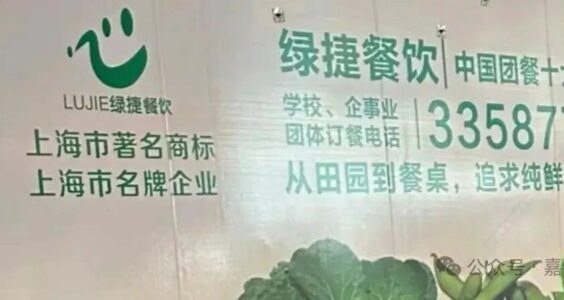 LUJIE绿捷餐饮
上海市著名商标
上海市名牌企业
绿捷餐饮
中国团餐十
学校、企事业
团体订餐电话
33587
从田园到餐桌，追求纯鲜
公众号·嘉